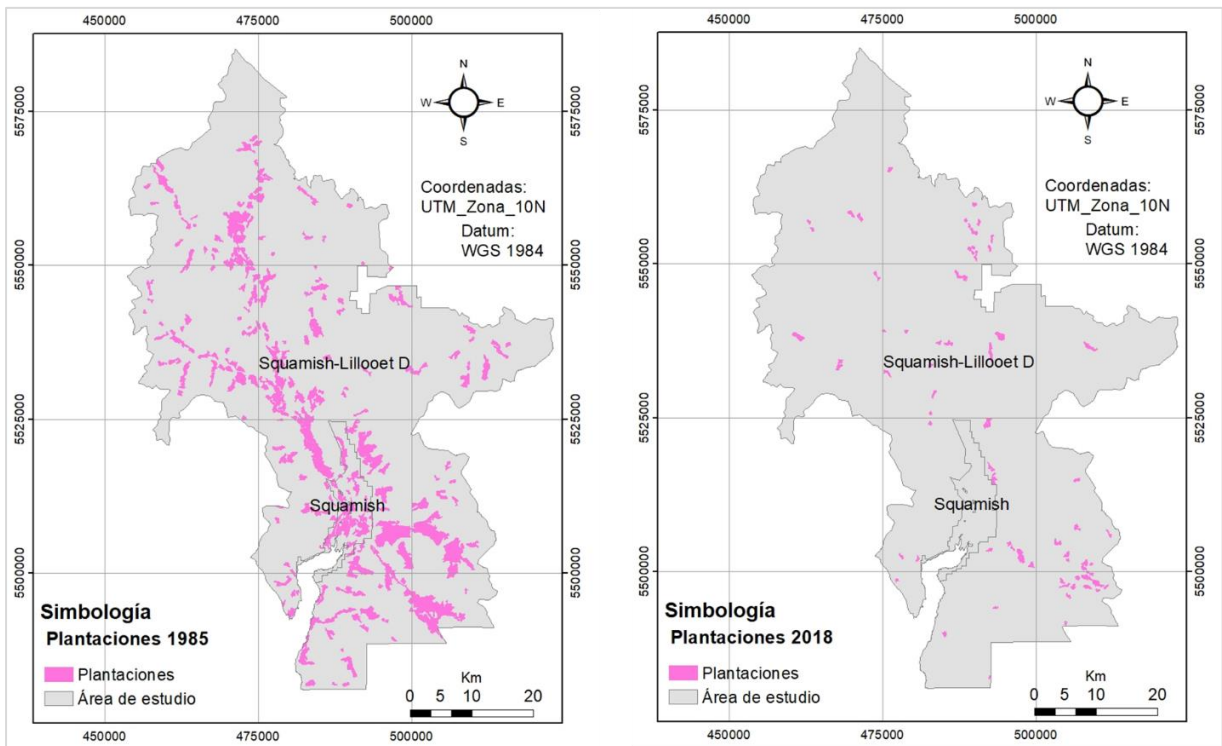 450000 475000 500000
5575000
5550000
5525000
5500000
5575000
5550000
5525000
5500000
N
W E
S
Coordenadas:
UTM_Zona_10N
Datum:
WGS 1984
Squamish-Lillooet D
Squamish
Simbología
Plantaciones 1985
Plantaciones
Área de estudio
Km
0 5 10 20
450000 475000 500000
450000 475000 500000
5575000
5550000
5525000
5500000
5575000
5550000
5525000
5500000
N
W E
S
Coordenadas:
UTM_Zona_10N
Datum:
WGS 1984
Squamish-Lillooet D
Squamish
Simbología
Plantaciones 2018
Plantaciones
Área de estudio
Km
0 5 10 20
450000 475000 500000